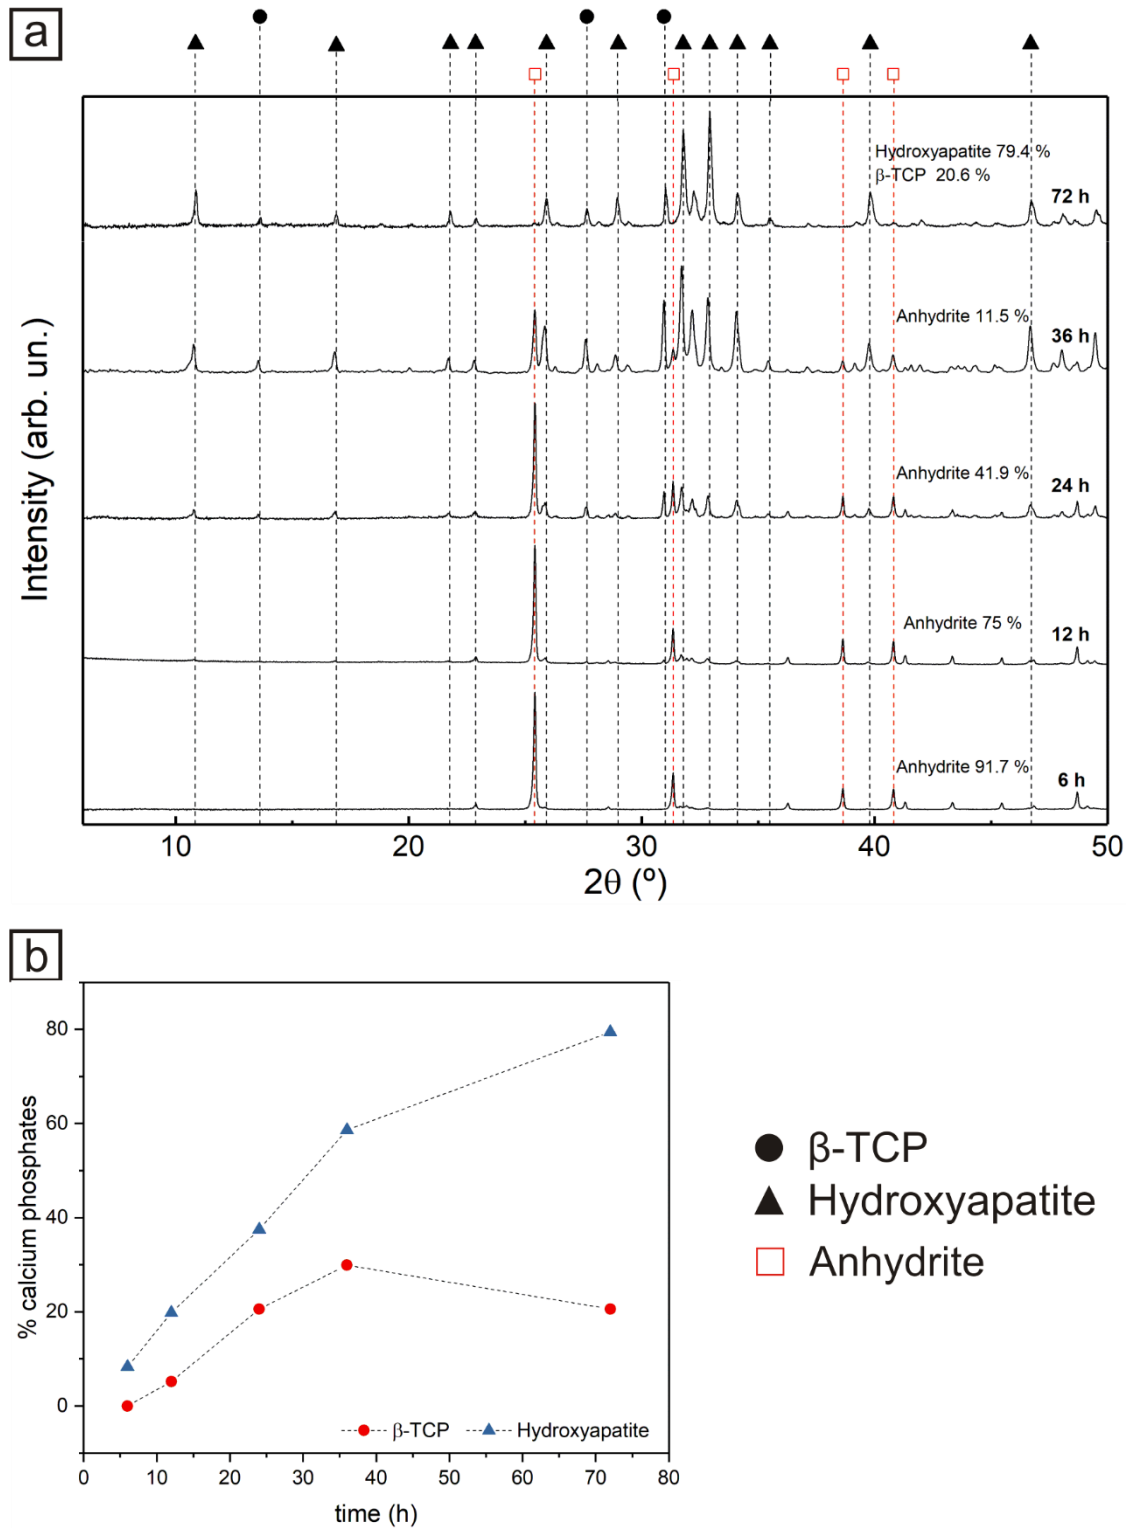 a
Hydroxyapatite 79.4 %
β-TCP 20.6 %
72 h
Anhydrite 11.5 %
36 h
Anhydrite 41.9 %
24 h
Anhydrite 75 %
12 h
Anhydrite 91.7 %
6 h
Intensity (arb. un.)
10 20 30 40 50
2θ (º)
b
80
60
40
20
0
% calcium phosphates
β-TCP Hydroxyapatite
0 10 20 30 40 50 60 70 80
time (h)
β-TCP
Hydroxyapatite
Anhydrite